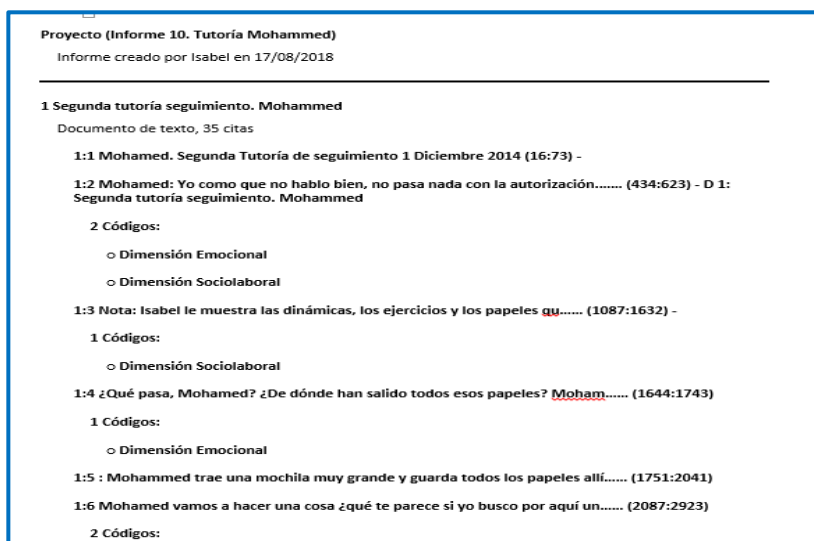 Proyecto (Informe 10. Tutoría Mohammed)
Informe creado por Isabel en 17/08/2018
1 Segunda tutoría seguimiento. Mohammed
Documento de texto, 35 citas
1:1 Mohamed. Segunda Tutoría de seguimiento 1 Diciembre 2014 (16:73) -
1:2 Mohamed: Yo como que no hablo bien, no pasa nada con la autorización....... (434:623) - D 1:
Segunda tutoría seguimiento. Mohammed
2 Códigos:
○ Dimensión Emocional
○ Dimensión Sociolaboral
1:3 Nota: Isabel le muestra las dinámicas, los ejercicios y los papeles qu...... (1087:1632) -
1 Códigos:
○ Dimensión Sociolaboral
1:4 ¿Qué pasa, Mohamed? ¿De dónde han salido todos esos papeles? Moham...... (1644:1743)
1 Códigos:
○ Dimensión Emocional
1:5 : Mohammed trae una mochila muy grande y guarda todos los papeles allí...... (1751:2041)
1:6 Mohamed vamos a hacer una cosa ¿qué te parece si yo busco por aquí un...... (2087:2923)
2 Códigos: